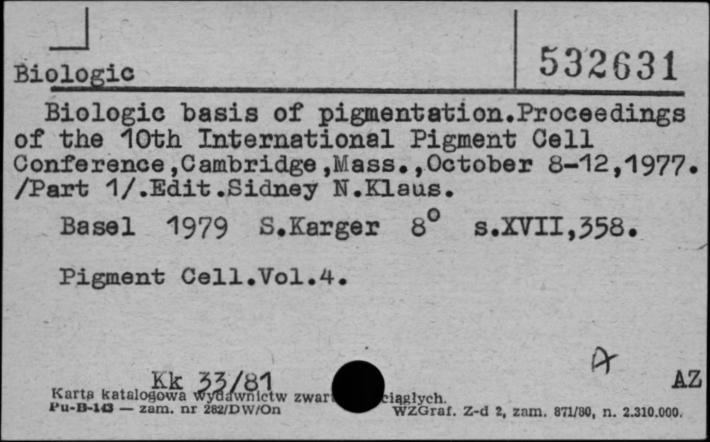 532631
Biologic
Biologic basis of pigmentation.Proceedings
of the 10th International Pigment Cell
Conference,Cambridge,Mass.,October 8-12,1977.
/Part 1/.Edit.Sidney N.Klaus.
Basel 1979 S.Karger 8° s.XVII,358.
Pigment Cell.Vol.4.
A
Kk 33/81 AZ
Karta katalogowa wydawnictw zwar ciągłych.
Pu-B-143 — zam. nr 282/DW/On WZGraf. Z-d 2, zam. 871/80, n. 2.310.000.